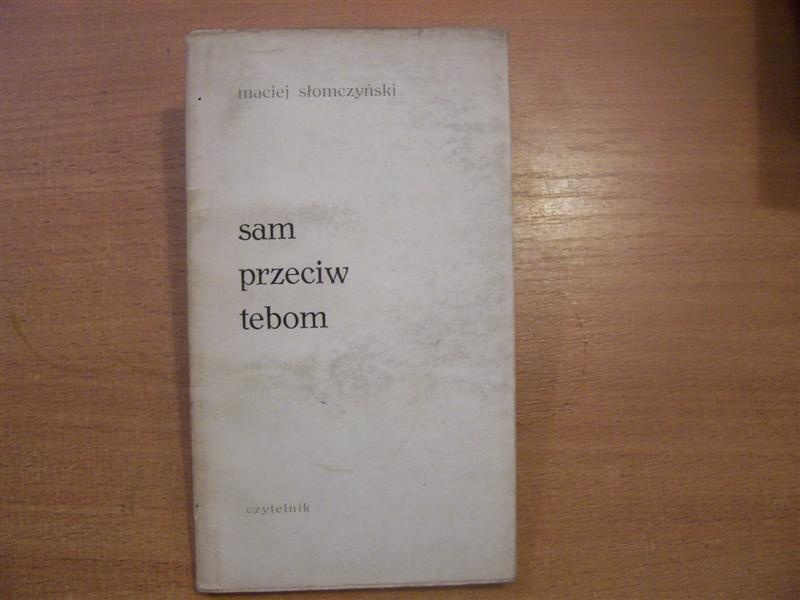 maciej słomczyński
sam
przeciw
tebom
czytelnik